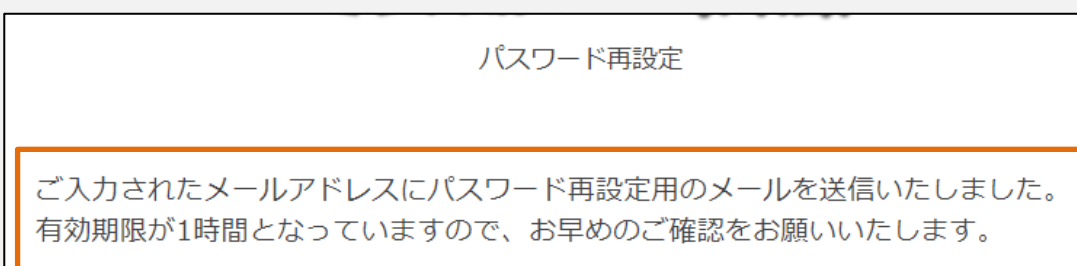 パスワード再設定
ご入力されたメールアドレスにパスワード再設定用のメールを送信いたしました。
有効期限が1時間となっていますので、お早めのご確認をお願いいたします。